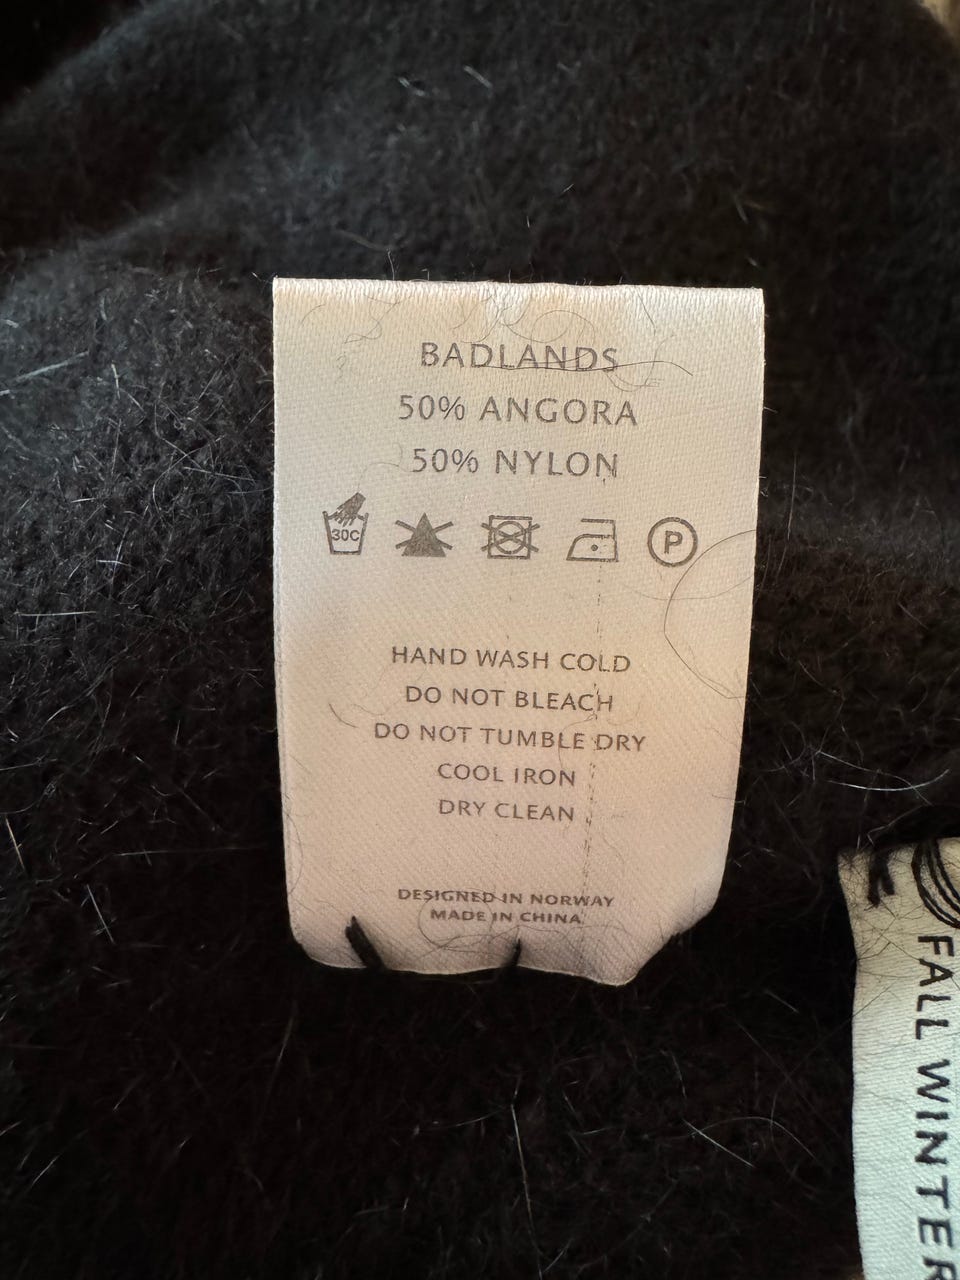 BADLANDS
50% ANGORA
50% NYLON
30C
P
HAND WASH COLD
DO NOT BLEACH
DO NOT TUMBLE DRY
COOL IRON
DRY CLEAN
DESIGNED IN NORWAY
MADE IN CHINA
FALL WINTER